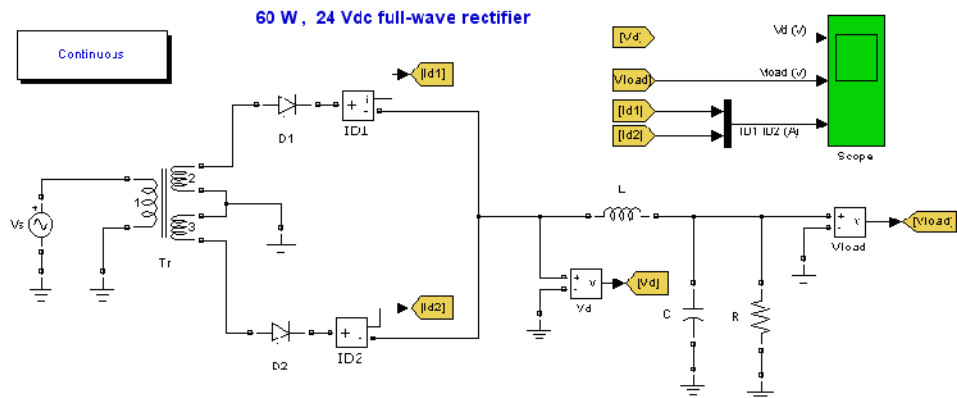 60 W , 24 Vdc full-wave rectifier
Continuous
[Vd]
Vd (V)
[Id1]
Vload]
Vload (V)
[Id1]
[Id2]
ID1 ID2 (A)
Scope
D1
+ i -
ID1
1
2
3
Tr
Vs
+
L
+ v -
Vload
[Vload]
+ v -
Vd
[Vd]
C
R
[Id2]
D2
+ i -
ID2